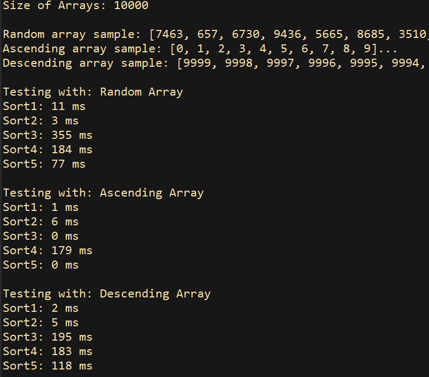 Size of Arrays: 10000
Random array sample: [7463, 657, 6730, 9436, 5665, 8685, 3510,
Ascending array sample: [0, 1, 2, 3, 4, 5, 6, 7, 8, 9]...
Descending array sample: [9999, 9998, 9997, 9996, 9995, 9994,
Testing with: Random Array
Sort1: 11 ms
Sort2: 3 ms
Sort3: 355 ms
Sort4: 184 ms
Sort5: 77 ms
Testing with: Ascending Array
Sort1: 1 ms
Sort2: 6 ms
Sort3: 0 ms
Sort4: 179 ms
Sort5: 0 ms
Testing with: Descending Array
Sort1: 2 ms
Sort2: 5 ms
Sort3: 195 ms
Sort4: 183 ms
Sort5: 118 ms